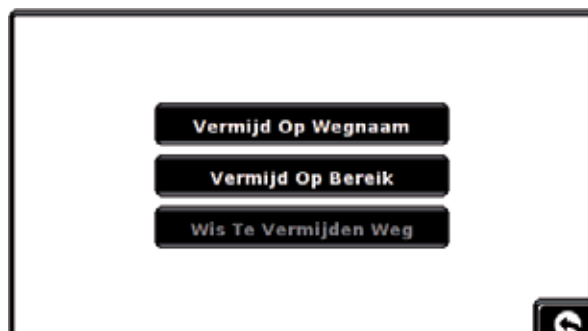 Vermijd Op Wegnaam
Vermijd Op Bereik
Wis Te Vermijden Weg